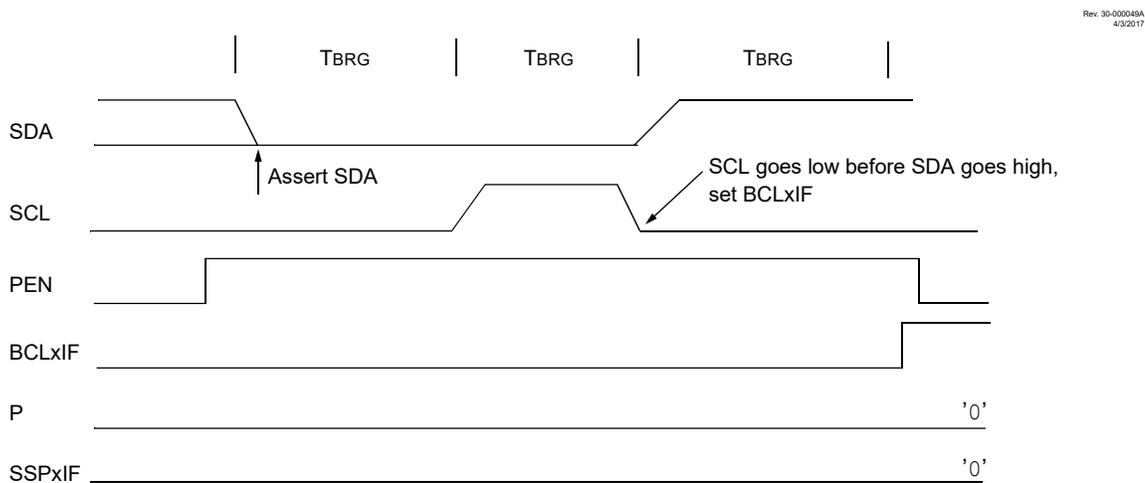 Rev. 30-000049A
4/3/2017
TBRG
TBRG
TBRG
SDA
Assert SDA
SCL goes low before SDA goes high,
set BCLxIF
SCL
PEN
BCLxIF
P
'0'
SSPxIF
'0'